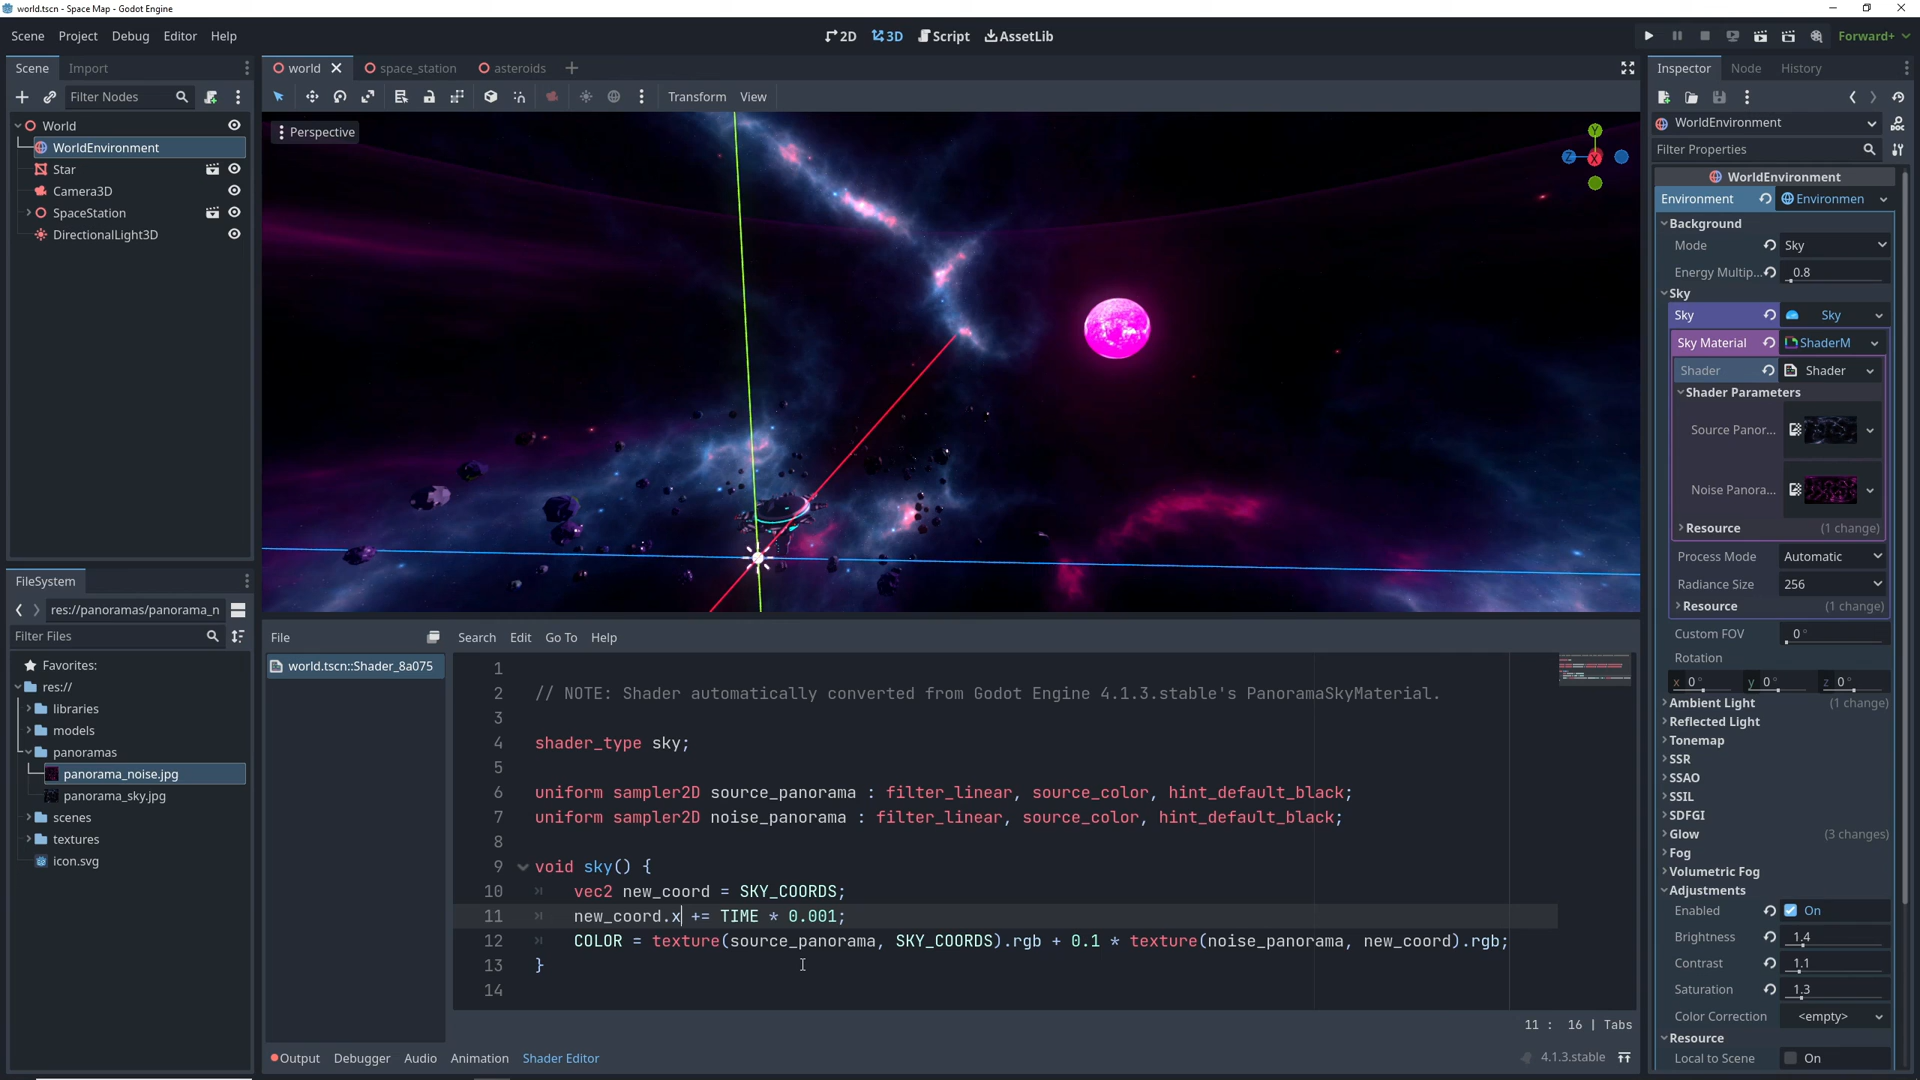 world.tscn - Space Map - Godot Engine
Scene Project Debug Editor Help
2D 3D Script AssetLib
Forward+
Scene Import
Filter Nodes
World
WorldEnvironment
Star
Camera3D
SpaceStation
DirectionalLight3D
FileSystem
res://panoramas/panorama_n
Filter Files
Favorites:
res://
libraries
models
panoramas
panorama_noise.jpg
panorama_sky.jpg
scenes
textures
icon.svg
world space_station asteroids
Transform View
Perspective
Y
Z X
File
Search Edit Go To Help
world.tscn::Shader_8a075
1
2 // NOTE: Shader automatically converted from Godot Engine 4.1.3.stable's PanoramaSkyMaterial.
3
4 shader_type sky;
5
6 uniform sampler2D source_panorama : filter_linear, source_color, hint_default_black;
7 uniform sampler2D noise_panorama : filter_linear, source_color, hint_default_black;
8
9 void sky() {
10 vec2 new_coord = SKY_COORDS;
11 new_coord.x += TIME * 0.001;
12 COLOR = texture(source_panorama, SKY_COORDS).rgb + 0.1 * texture(noise_panorama, new_coord).rgb;
13 }
14
11 : 16 | Tabs
Output Debugger Audio Animation Shader Editor
4.1.3.stable
Inspector Node History
WorldEnvironment
Filter Properties
WorldEnvironment
Environment Environmen
Background
Mode Sky
Energy Multip... 0.8
Sky
Sky Sky
Sky Material ShaderM
Shader Shader
Shader Parameters
Source Panor...
Noise Panora...
Resource (1 change)
Process Mode Automatic
Radiance Size 256
Resource (1 change)
Custom FOV 0 °
Rotation
x 0° y 0° z 0°
Ambient Light (1 change)
Reflected Light
Tonemap
SSR
SSAO
SSIL
SDFGI
Glow (3 changes)
Fog
Volumetric Fog
Adjustments
Enabled On
Brightness 1.4
Contrast 1.1
Saturation 1.3
Color Correction <empty>
Resource
Local to Scene On